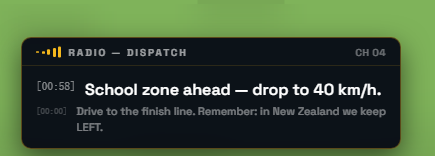 RADIO — DISPATCH CH 04
[00:58] School zone ahead — drop to 40 km/h.
[00:00] Drive to the finish line. Remember: in New Zealand we keep
LEFT.